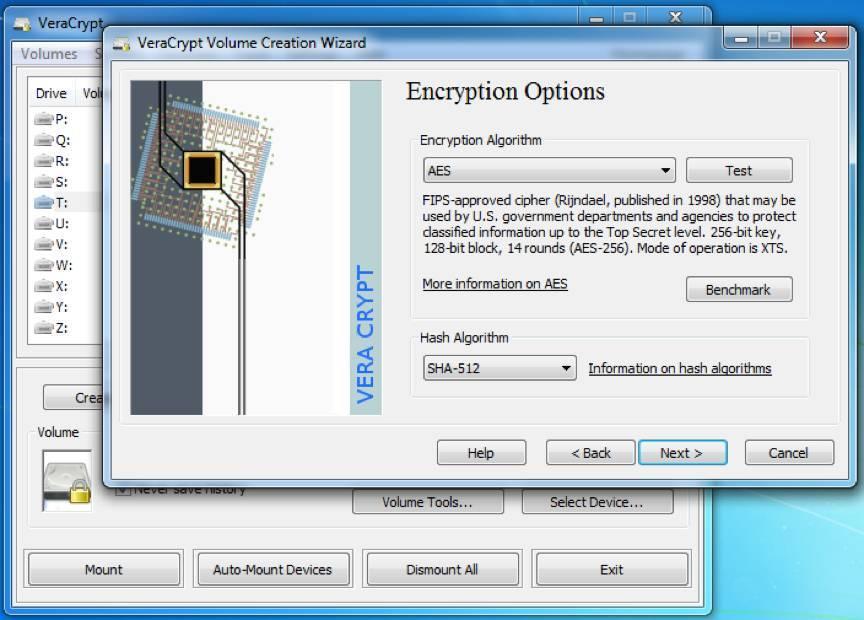 VeraCrypt
Volumes
VeraCrypt Volume Creation Wizard
Drive
P:
Q:
R:
S:
T:
U:
V:
W:
X:
Y:
Z:
VERA CRYPT
Encryption Options
Encryption Algorithm
AES
Test
FIPS-approved cipher (Rijndael, published in 1998) that may be
used by U.S. government departments and agencies to protect
classified information up to the Top Secret level. 256-bit key,
128-bit block, 14 rounds (AES-256). Mode of operation is XTS.
More information on AES
Benchmark
Hash Algorithm
SHA-512
Information on hash algorithms
Help
< Back
Next >
Cancel
Volume
Never save history
Volume Tools...
Select Device...
Mount
Auto-Mount Devices
Dismount All
Exit